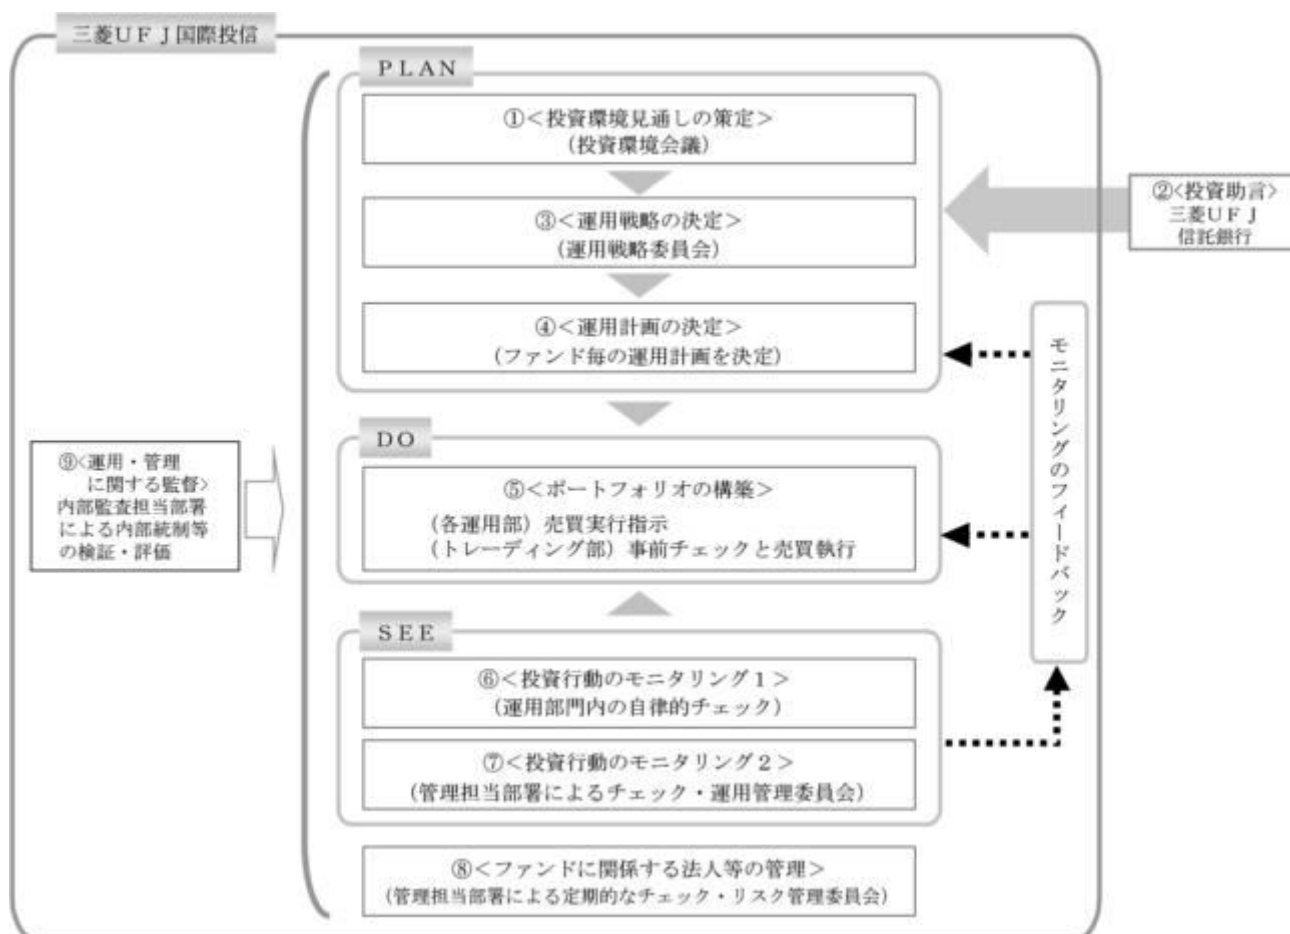 三菱ＵＦＪ国際投信
ＰＬＡＮ
①＜投資環境見通しの策定＞
（投資環境会議）
②＜投資助言＞
三菱ＵＦＪ
信託銀行
③＜運用戦略の決定＞
（運用戦略委員会）
④＜運用計画の決定＞
（ファンド毎の運用計画を決定）
モニタリングのフィードバック
ＤＯ
⑤＜ポートフォリオの構築＞
（各運用部）売買実行指示
（トレーディング部）事前チェックと売買執行
⑨＜運用・管理
に関する監督＞
内部監査担当部署
による内部統制等
の検証・評価
ＳＥＥ
⑥＜投資行動のモニタリング１＞
（運用部門内の自律的チェック）
⑦＜投資行動のモニタリング２＞
（管理担当部署によるチェック・運用管理委員会）
⑧＜ファンドに関係する法人等の管理＞
（管理担当部署による定期的なチェック・リスク管理委員会）